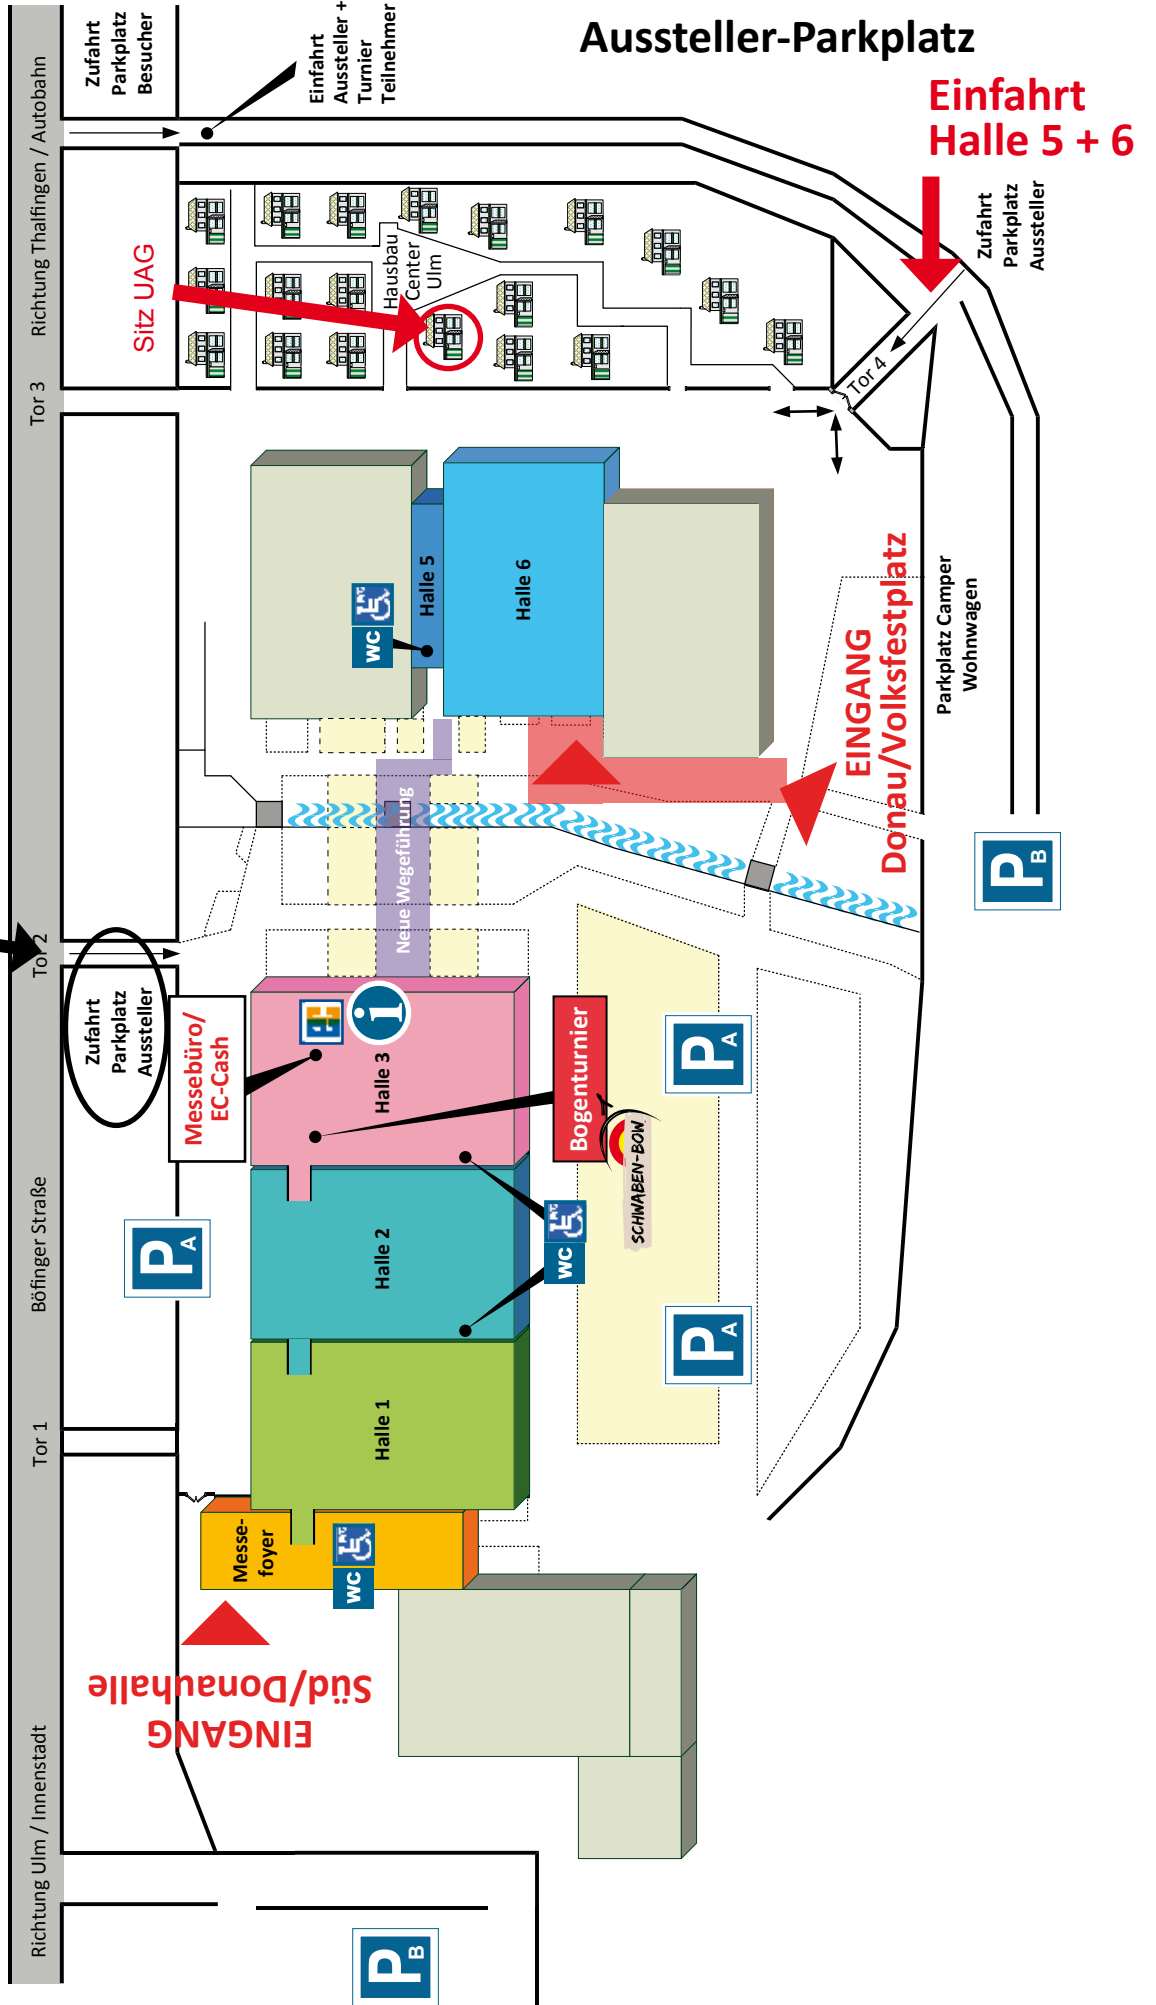 Aussteller-Parkplatz
Einfahrt
Halle 5 + 6
Zufahrt
Parkplatz
Besucher
Einfahrt
Aussteller +
Turnier
Teilnehmer
Richtung Thalfingen / Autobahn
Zufahrt
Parkplatz
Aussteller
Sitz UAG
Hausbau
Center
Ulm
Tor 3
Tor 4
Halle 5
Halle 6
WC
EINGANG
Donau/Volksfestplatz
Parkplatz Camper
Wohnwagen
Neue Wegeführung
P B
Tor 2
Zufahrt
Parkplatz
Aussteller
Messebüro/
EC-Cash
i
Halle 3
Bogenturnier
SCHWABEN-BOW
P A
Böfinger Straße
P A
Halle 2
WC
P A
Halle 1
Tor 1
Messe-
foyer
WC
EINGANG
Süd/Donauhalle
Richtung Ulm / Innenstadt
P B